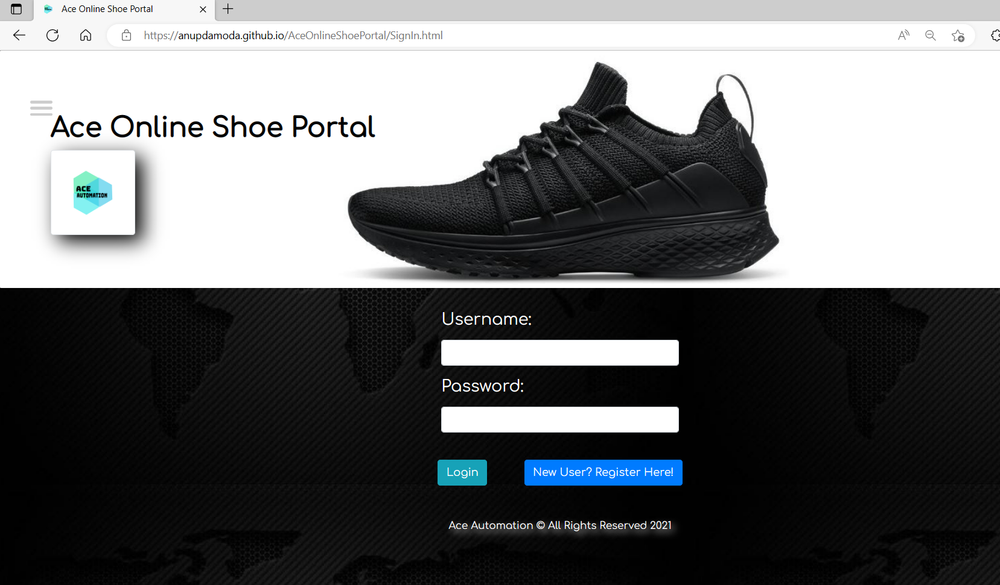 Ace Online Shoe Portal
https://anupdamoda.github.io/AceOnlineShoePortal/SignIn.html
Ace Online Shoe Portal
ACE
AUTOMATION
Username:
Password:
Login
New User? Register Here!
Ace Automation © All Rights Reserved 2021